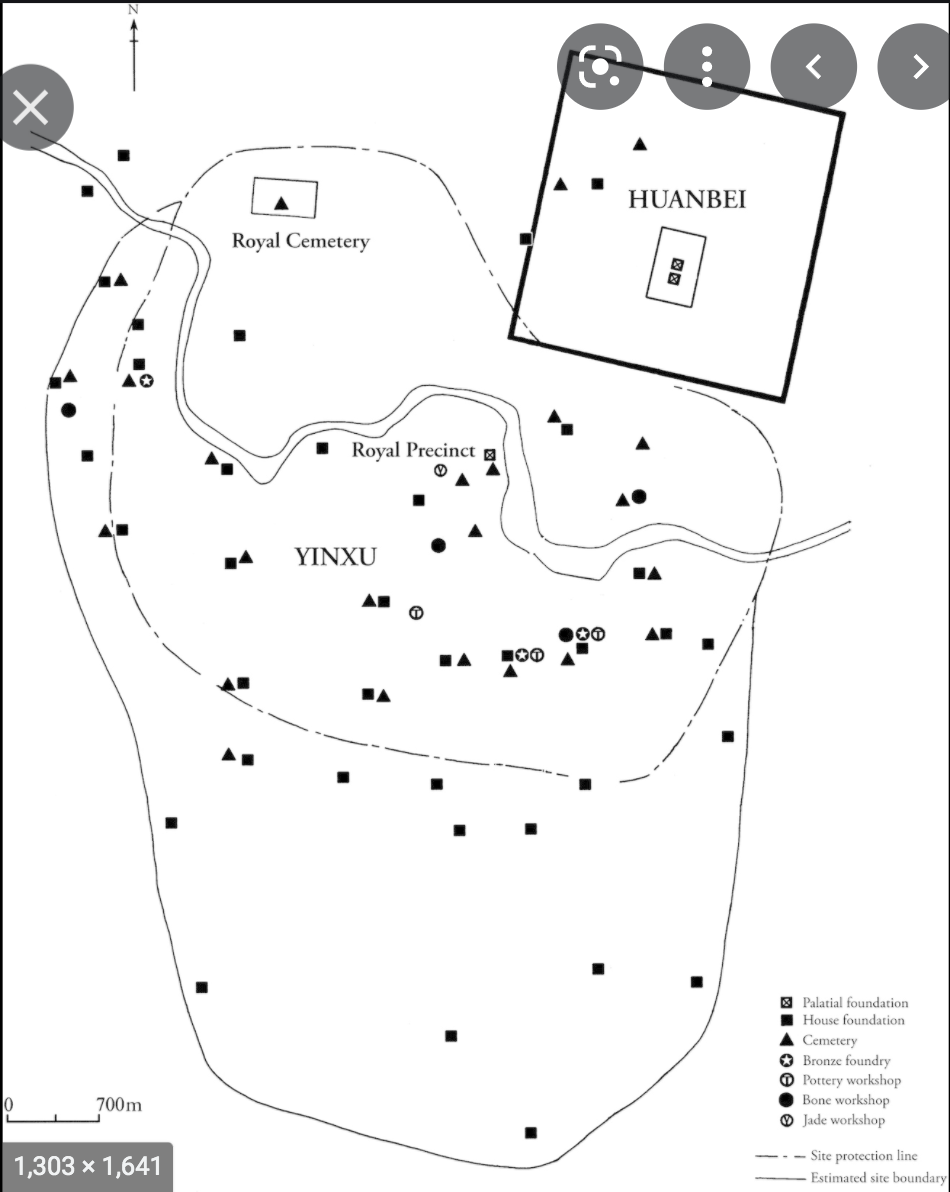 N
HUANBEI
Royal Cemetery
Royal Precinct
Y
YINXU
T
T
T
Palatial foundation
House foundation
Cemetery
Bronze foundry
T Pottery workshop
Bone workshop
Y Jade workshop
0 700m
Site protection line
Estimated site boundary
1,303 × 1,641